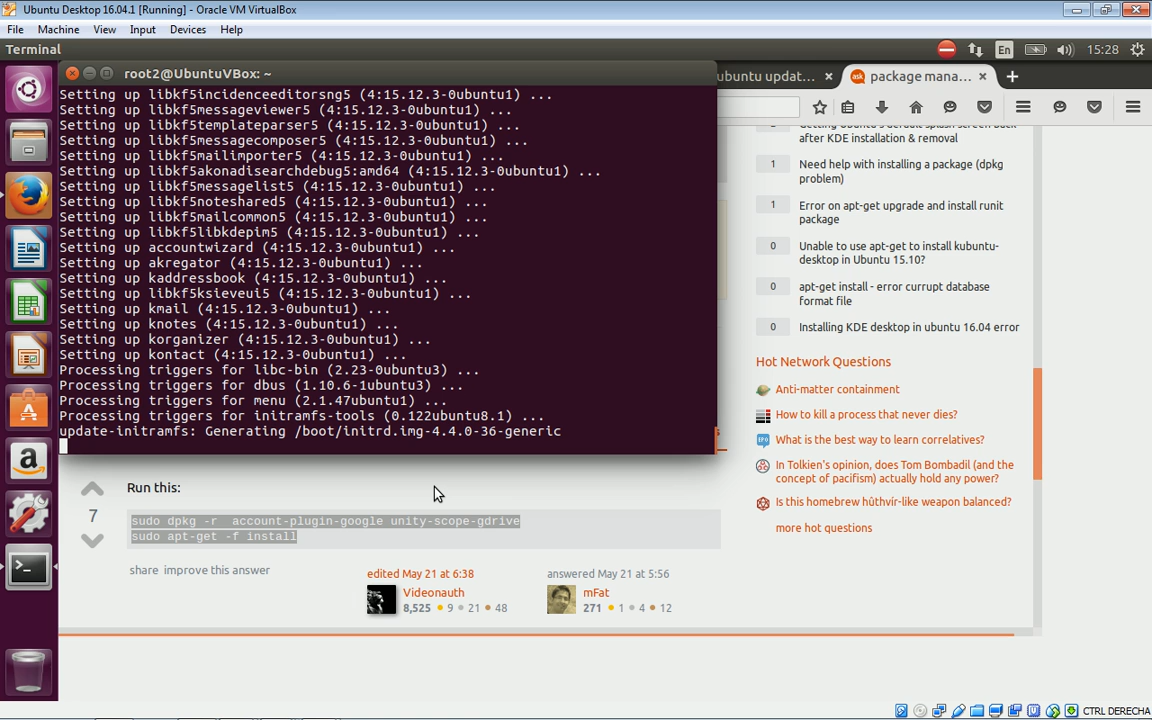 Ubuntu Desktop 16.04.1 [Running] - Oracle VM VirtualBox
File Machine View Input Devices Help
Terminal
En
15:28
root2@UbuntuVBox: ~
ubuntu updat...
ask
package mana...
Setting up libkf5incidenceeditorsng5 (4:15.12.3-0ubuntu1) ...
Setting up libkf5messageviewer5 (4:15.12.3-0ubuntu1) ...
Setting up libkf5templateparser5 (4:15.12.3-0ubuntu1) ...
Setting up libkf5messagecomposer5 (4:15.12.3-0ubuntu1) ...
Setting up libkf5mailimporter5 (4:15.12.3-0ubuntu1) ...
Setting up libkf5akonadisearchdebug5:amd64 (4:15.12.3-0ubuntu1) ...
Setting up libkf5messagelist5 (4:15.12.3-0ubuntu1) ...
Setting up libkf5noteshared5 (4:15.12.3-0ubuntu1) ...
Setting up libkf5mailcommon5 (4:15.12.3-0ubuntu1) ...
Setting up libkf5libkdepim5 (4:15.12.3-0ubuntu1) ...
Setting up accountwizard (4:15.12.3-0ubuntu1) ...
Setting up akregator (4:15.12.3-0ubuntu1) ...
Setting up kaddressbook (4:15.12.3-0ubuntu1) ...
Setting up libkf5ksieveui5 (4:15.12.3-0ubuntu1) ...
Setting up kmail (4:15.12.3-0ubuntu1) ...
Setting up knotes (4:15.12.3-0ubuntu1) ...
Setting up korganizer (4:15.12.3-0ubuntu1) ...
Setting up kontact (4:15.12.3-0ubuntu1) ...
Processing triggers for libc-bin (2.23-0ubuntu3) ...
Processing triggers for dbus (1.10.6-1ubuntu3) ...
Processing triggers for menu (2.1.47ubuntu1) ...
Processing triggers for initramfs-tools (0.122ubuntu8.1) ...
update-initramfs: Generating /boot/initrd.img-4.4.0-36-generic
after KDE installation & removal
1 Need help with installing a package (dpkg
problem)
1 Error on apt-get upgrade and install runit
package
0 Unable to use apt-get to install kubuntu-
desktop in Ubuntu 15.10?
0 apt-get install - error currupt database
format file
0 Installing KDE desktop in ubuntu 16.04 error
Hot Network Questions
Anti-matter containment
How to kill a process that never dies?
What is the best way to learn correlatives?
In Tolkien's opinion, does Tom Bombadil (and the
concept of pacifism) actually hold any power?
Is this homebrew hûthvír-like weapon balanced?
more hot questions
Run this:
7
sudo dpkg -r account-plugin-google unity-scope-gdrive
sudo apt-get -f install
share improve this answer
edited May 21 at 6:38
Videonauth
8,525 9 21 48
answered May 21 at 5:56
mFat
271 1 4 12
CTRL DERECHA